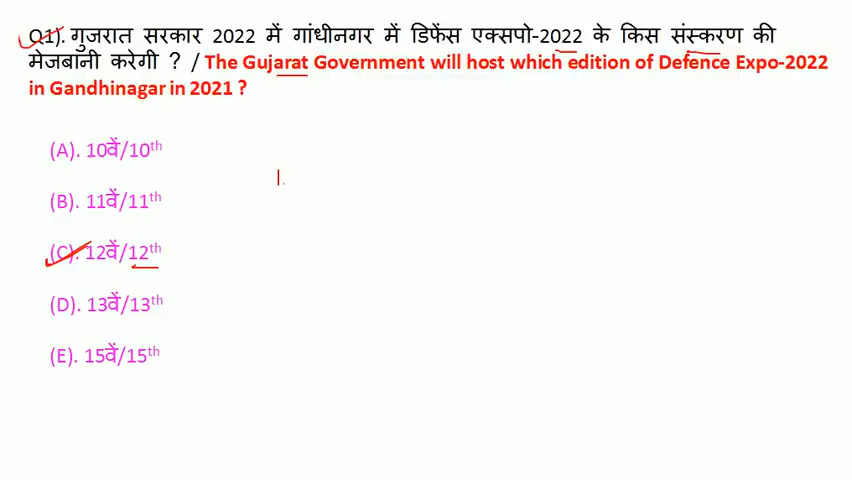 Q1). गुजरात सरकार 2022 में गांधीनगर में डिफेंस एक्सपो-2022 के किस संस्करण की
मेजबानी करेगी ? / The Gujarat Government will host which edition of Defence Expo-2022
in Gandhinagar in 2021 ?
(A). 10वें/10th
(B). 11वें/11th
(C). 12वें/12th
(D). 13वें/13th
(E). 15वें/15th